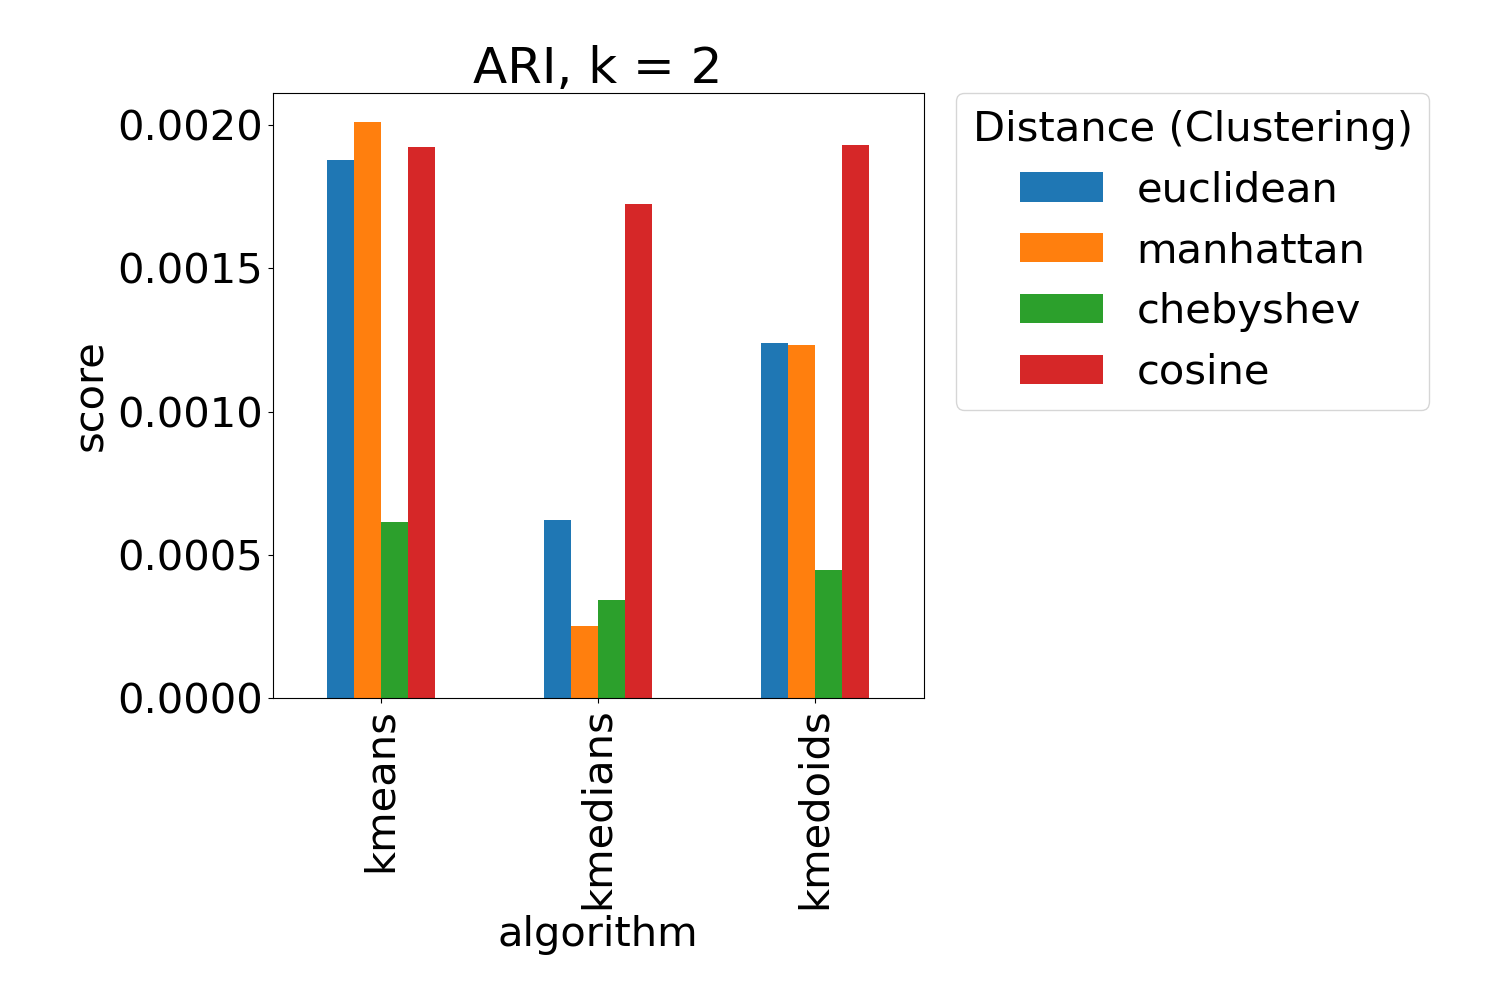 ARI, k = 2
0.0020
0.0015
0.0010
0.0005
0.0000
score
kmeans
kmedians
kmedoids
algorithm
Distance (Clustering)
euclidean
manhattan
chebyshev
cosine